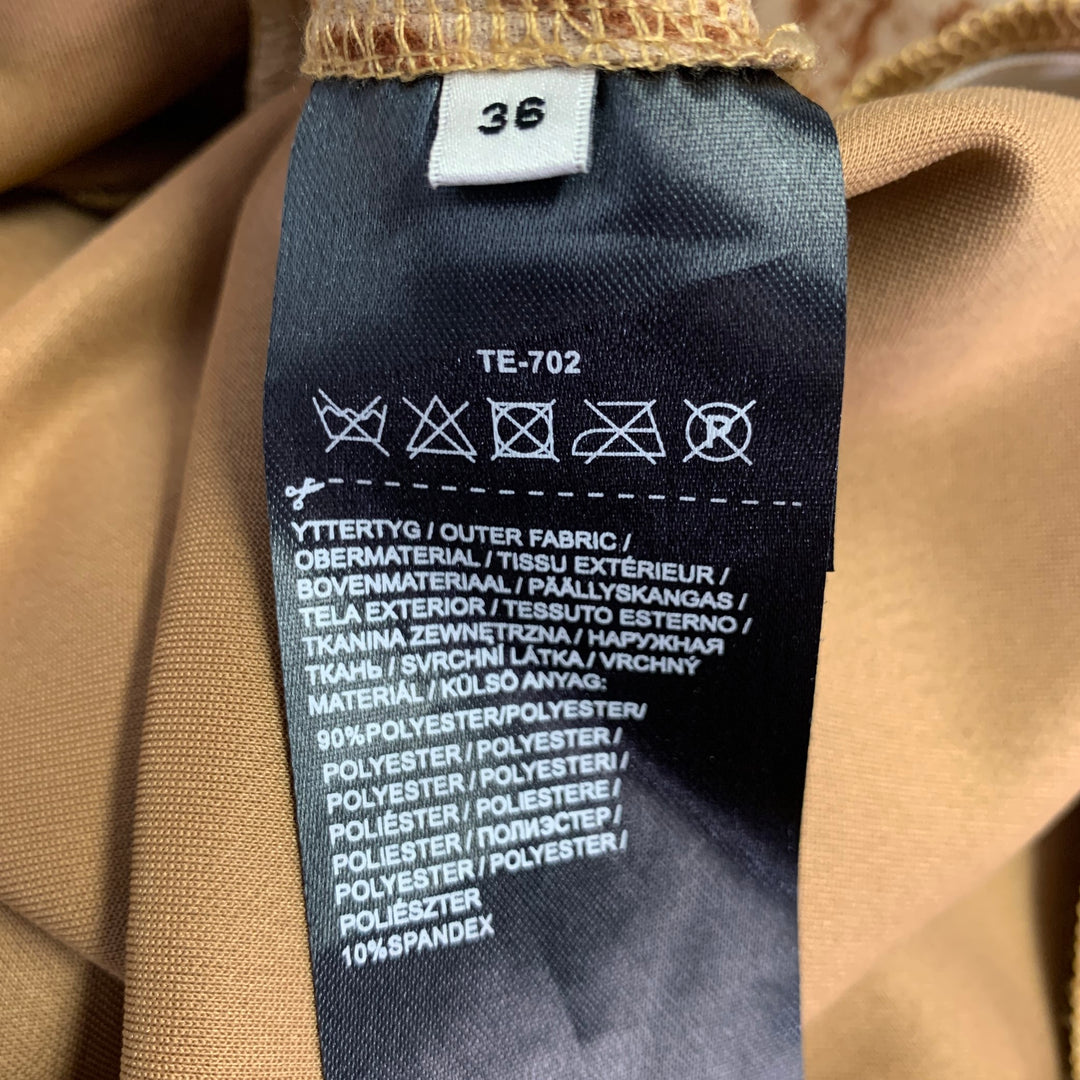 36
TE-702
R
YTTERTYG / OUTER FABRIC /
OBERMATERIAL / TISSU EXTÉRIEUR /
BOVENMATERIAAL / PÄÄLLYSKANGAS /
TELA EXTERIOR / TESSUTO ESTERNO /
TKANINA ZEWNĘTRZNA / НАРУЖНАЯ
ТКАНЬ / SVRCHNÍ LÁTKA / VRCHNÝ
MATERIÁL / KÜLSÖ ANYAG:
90%POLYESTER/POLYESTER/
POLYESTER / POLYESTER /
POLYESTER / POLYESTERI /
POLIÉSTER / POLIESTERE /
POLIESTER / ПОЛИЭСТЕР /
POLYESTER / POLYESTER /
POLIÉSZTER
10%SPANDEX